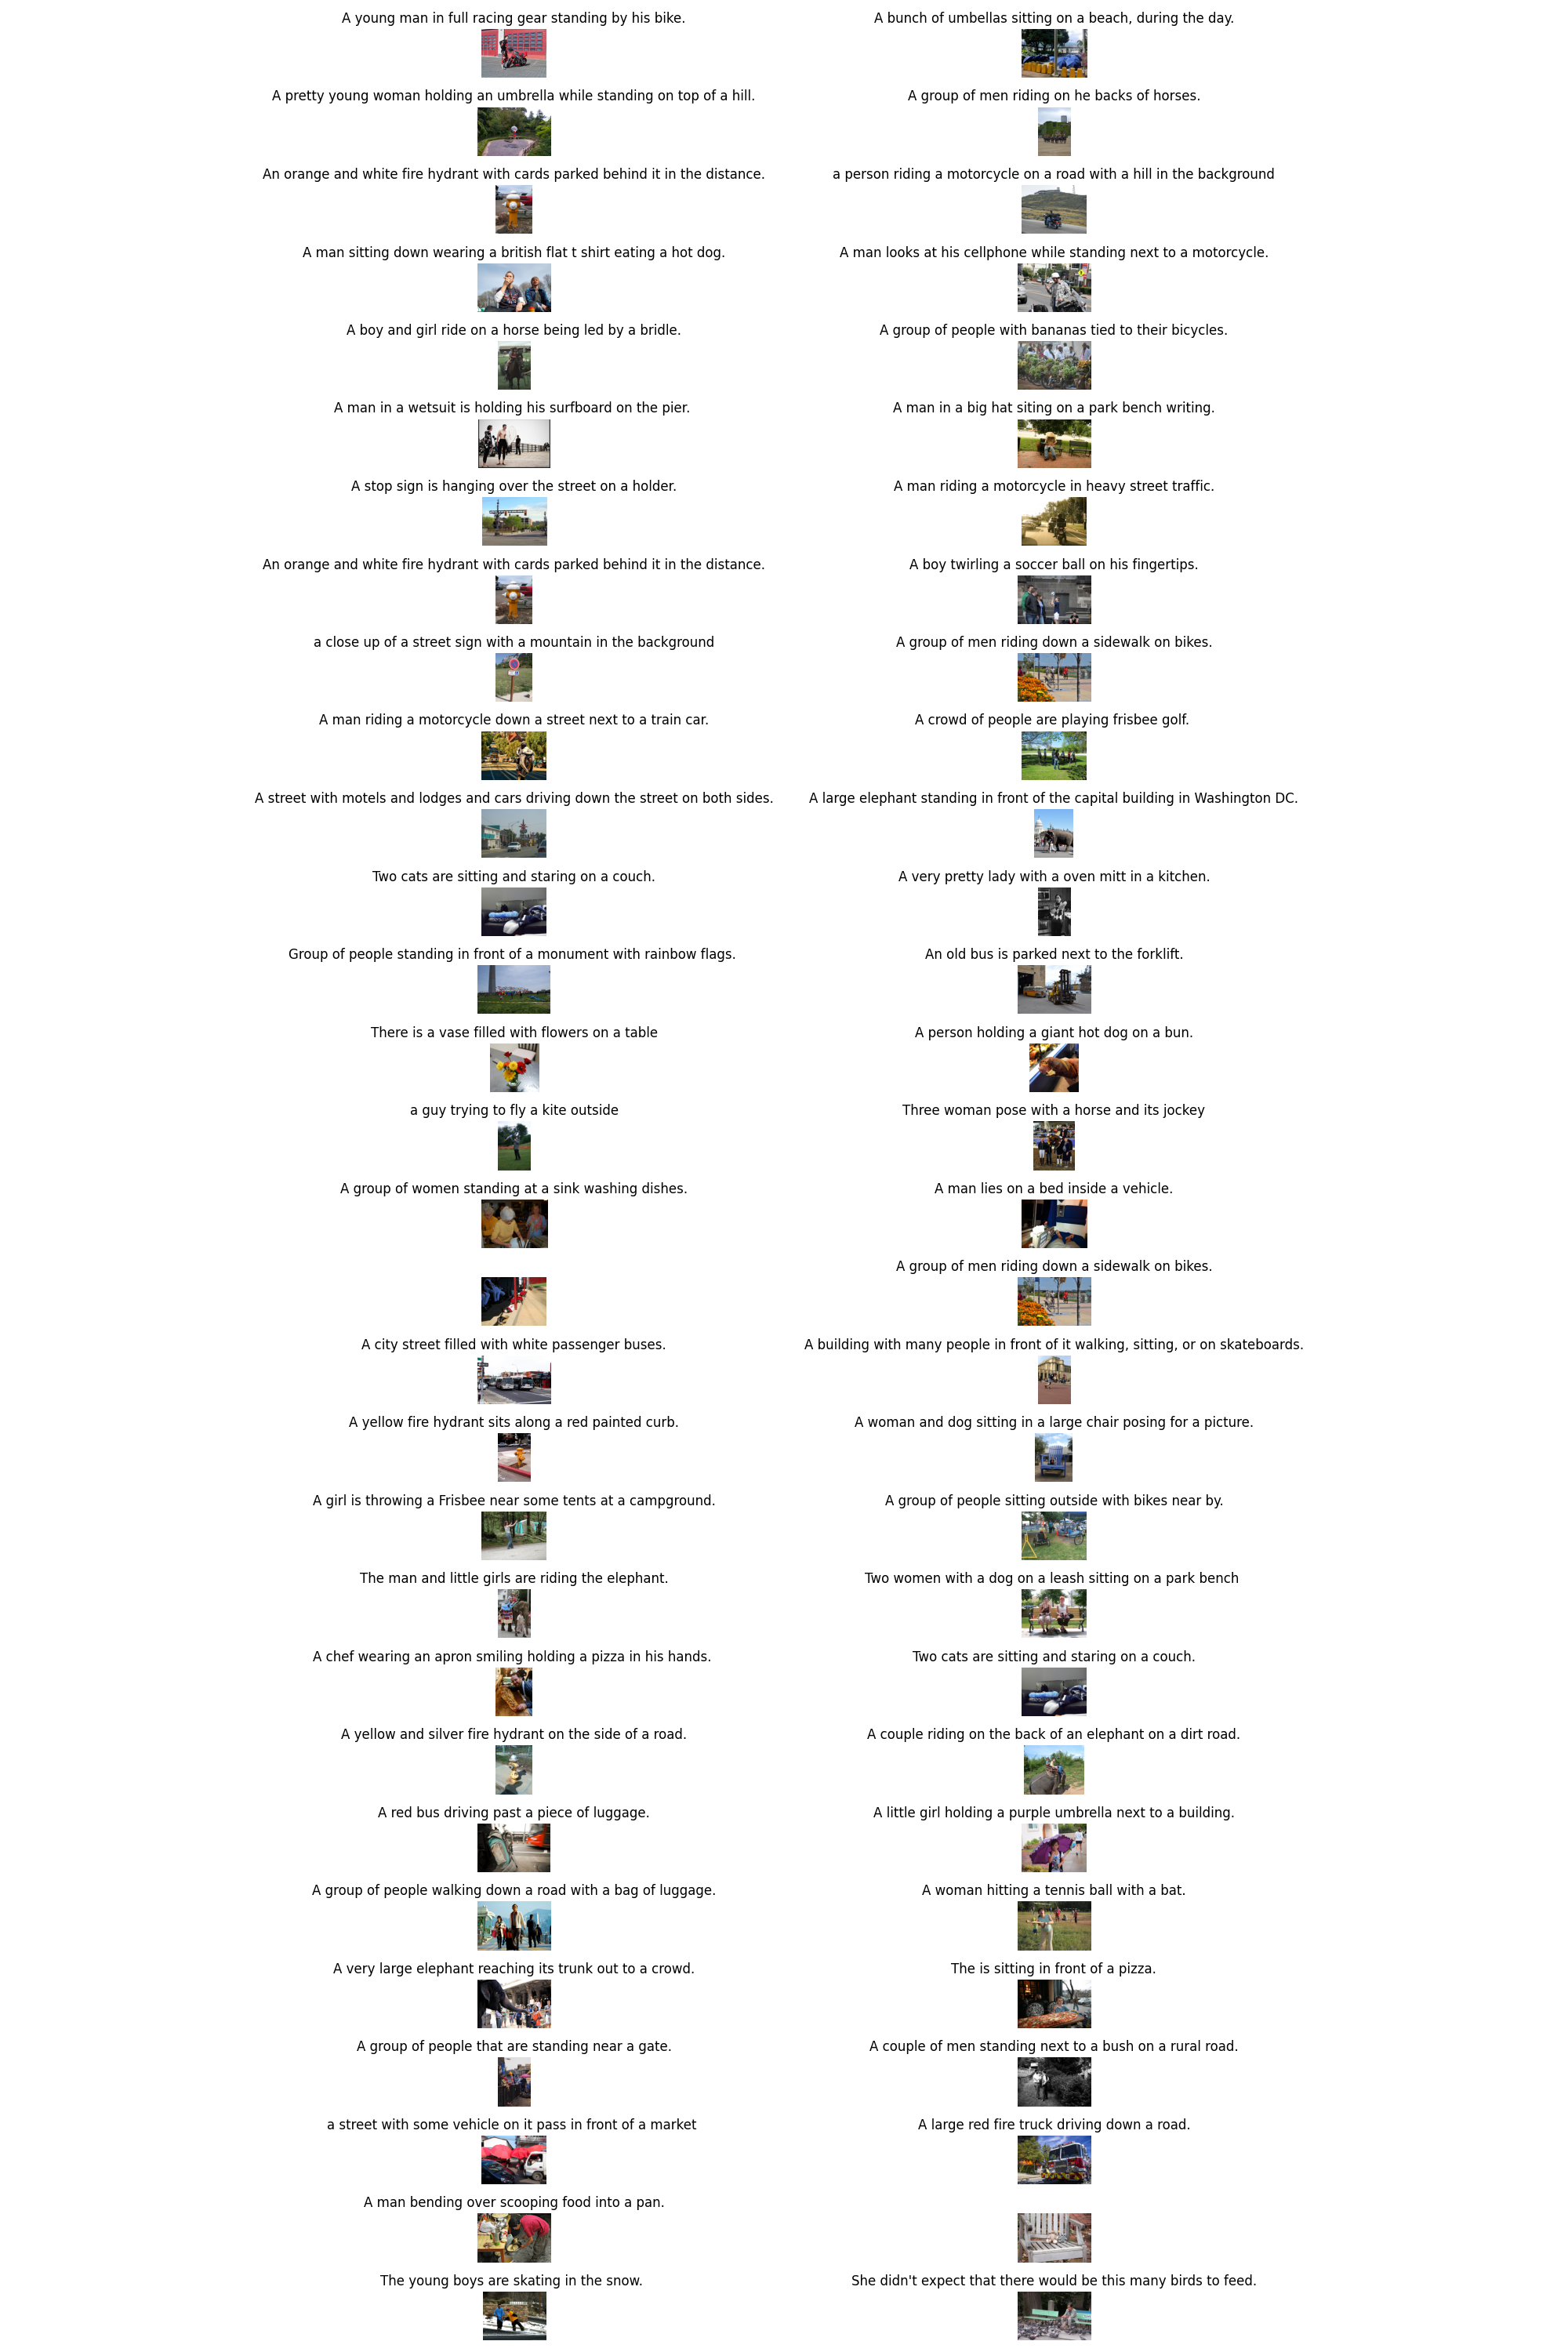 A young man in full racing gear standing by his bike.
A bunch of umbellas sitting on a beach, during the day.
A pretty young woman holding an umbrella while standing on top of a hill.
A group of men riding on he backs of horses.
An orange and white fire hydrant with cards parked behind it in the distance.
a person riding a motorcycle on a road with a hill in the background
A man sitting down wearing a british flat t shirt eating a hot dog.
A man looks at his cellphone while standing next to a motorcycle.
A boy and girl ride on a horse being led by a bridle.
A group of people with bananas tied to their bicycles.
A man in a wetsuit is holding his surfboard on the pier.
A man in a big hat siting on a park bench writing.
A stop sign is hanging over the street on a holder.
A man riding a motorcycle in heavy street traffic.
An orange and white fire hydrant with cards parked behind it in the distance.
A boy twirling a soccer ball on his fingertips.
a close up of a street sign with a mountain in the background
A group of men riding down a sidewalk on bikes.
A man riding a motorcycle down a street next to a train car.
A crowd of people are playing frisbee golf.
A street with motels and lodges and cars driving down the street on both sides.
A large elephant standing in front of the capital building in Washington DC.
Two cats are sitting and staring on a couch.
A very pretty lady with a oven mitt in a kitchen.
Group of people standing in front of a monument with rainbow flags.
An old bus is parked next to the forklift.
There is a vase filled with flowers on a table
A person holding a giant hot dog on a bun.
a guy trying to fly a kite outside
Three woman pose with a horse and its jockey
A group of women standing at a sink washing dishes.
A man lies on a bed inside a vehicle.
A group of men riding down a sidewalk on bikes.
A city street filled with white passenger buses.
A building with many people in front of it walking, sitting, or on skateboards.
A yellow fire hydrant sits along a red painted curb.
A woman and dog sitting in a large chair posing for a picture.
A girl is throwing a Frisbee near some tents at a campground.
A group of people sitting outside with bikes near by.
The man and little girls are riding the elephant.
Two women with a dog on a leash sitting on a park bench
A chef wearing an apron smiling holding a pizza in his hands.
Two cats are sitting and staring on a couch.
A yellow and silver fire hydrant on the side of a road.
A couple riding on the back of an elephant on a dirt road.
A red bus driving past a piece of luggage.
A little girl holding a purple umbrella next to a building.
A group of people walking down a road with a bag of luggage.
A woman hitting a tennis ball with a bat.
A very large elephant reaching its trunk out to a crowd.
The is sitting in front of a pizza.
A group of people that are standing near a gate.
A couple of men standing next to a bush on a rural road.
a street with some vehicle on it pass in front of a market
A large red fire truck driving down a road.
A man bending over scooping food into a pan.
The young boys are skating in the snow.
She didn't expect that there would be this many birds to feed.